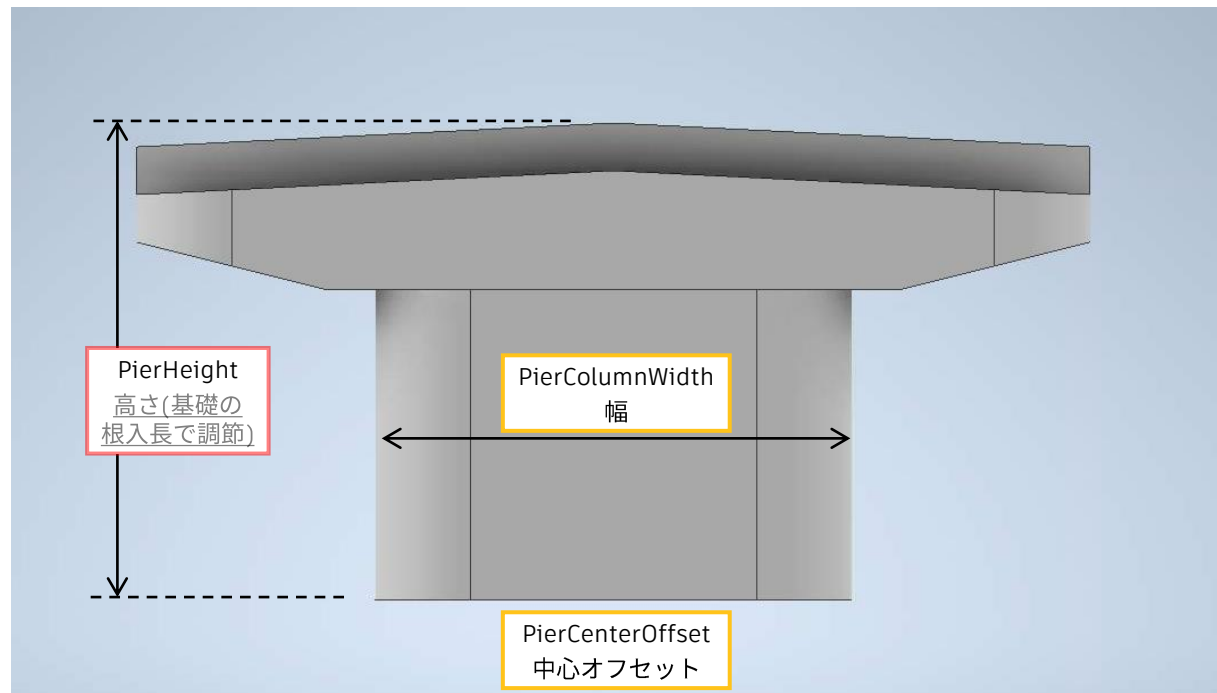 PierHeight
高さ(基礎の
根入長で調節)
PierColumnWidth
幅
PierCenterOffset
中心オフセット